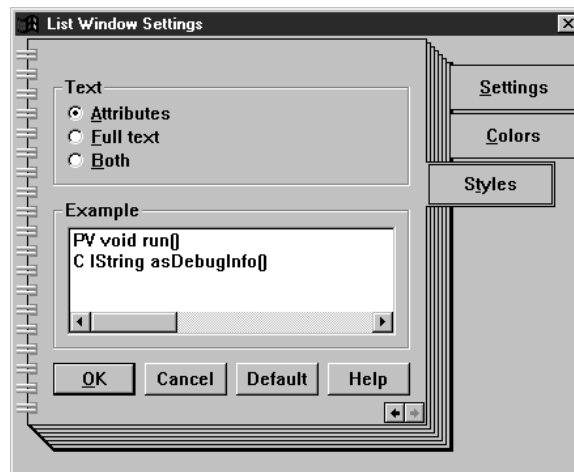 List Window Settings
Text
Attributes
Full text
Both
Example
PV void run()
C IString asDebugInfo()
OK Cancel Default Help
Settings
Colors
Styles